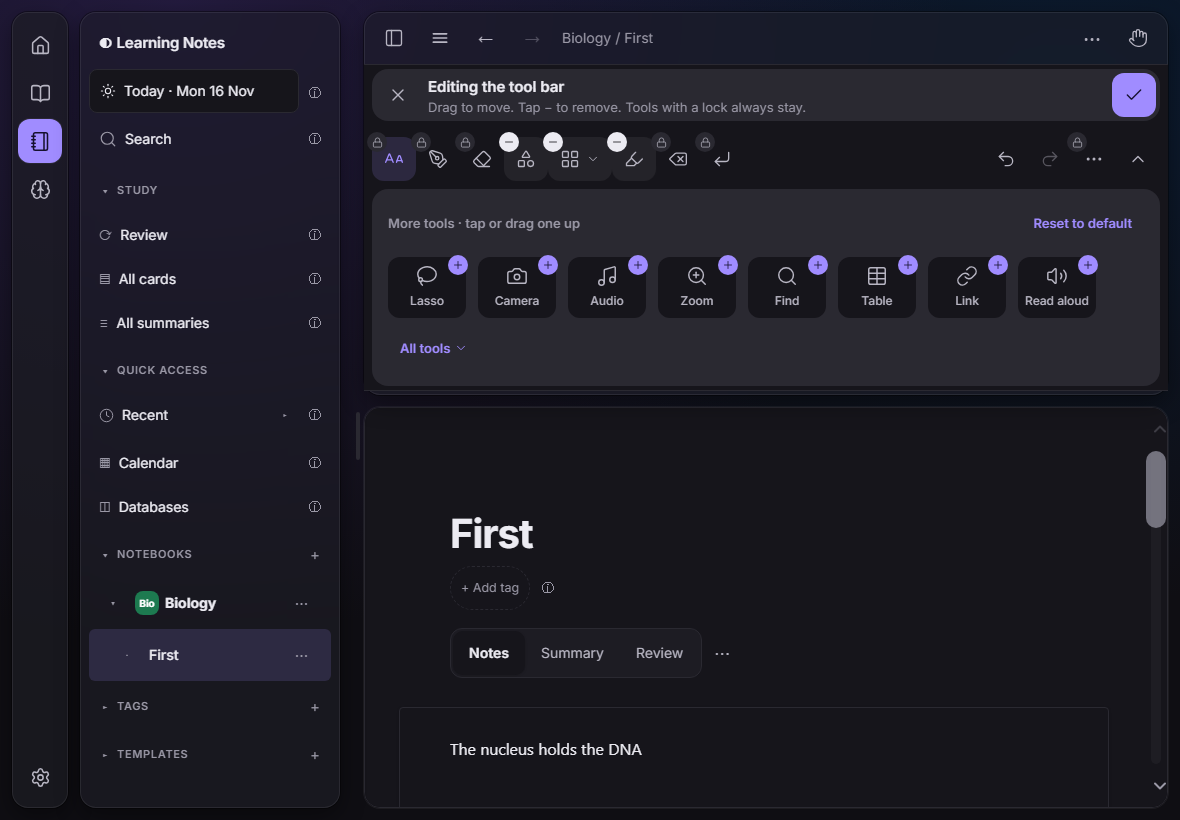 Learning Notes
Today · Mon 16 Nov
Search
STUDY
Review
All cards
All summaries
QUICK ACCESS
Recent
Calendar
Databases
NOTEBOOKS
Bio Biology
First
TAGS
TEMPLATES
Biology / First
Editing the tool bar
Drag to move. Tap – to remove. Tools with a lock always stay.
AA
More tools · tap or drag one up
Reset to default
Lasso
Camera
Audio
Zoom
Find
Table
Link
Read aloud
All tools
First
+ Add tag
Notes
Summary
Review
The nucleus holds the DNA